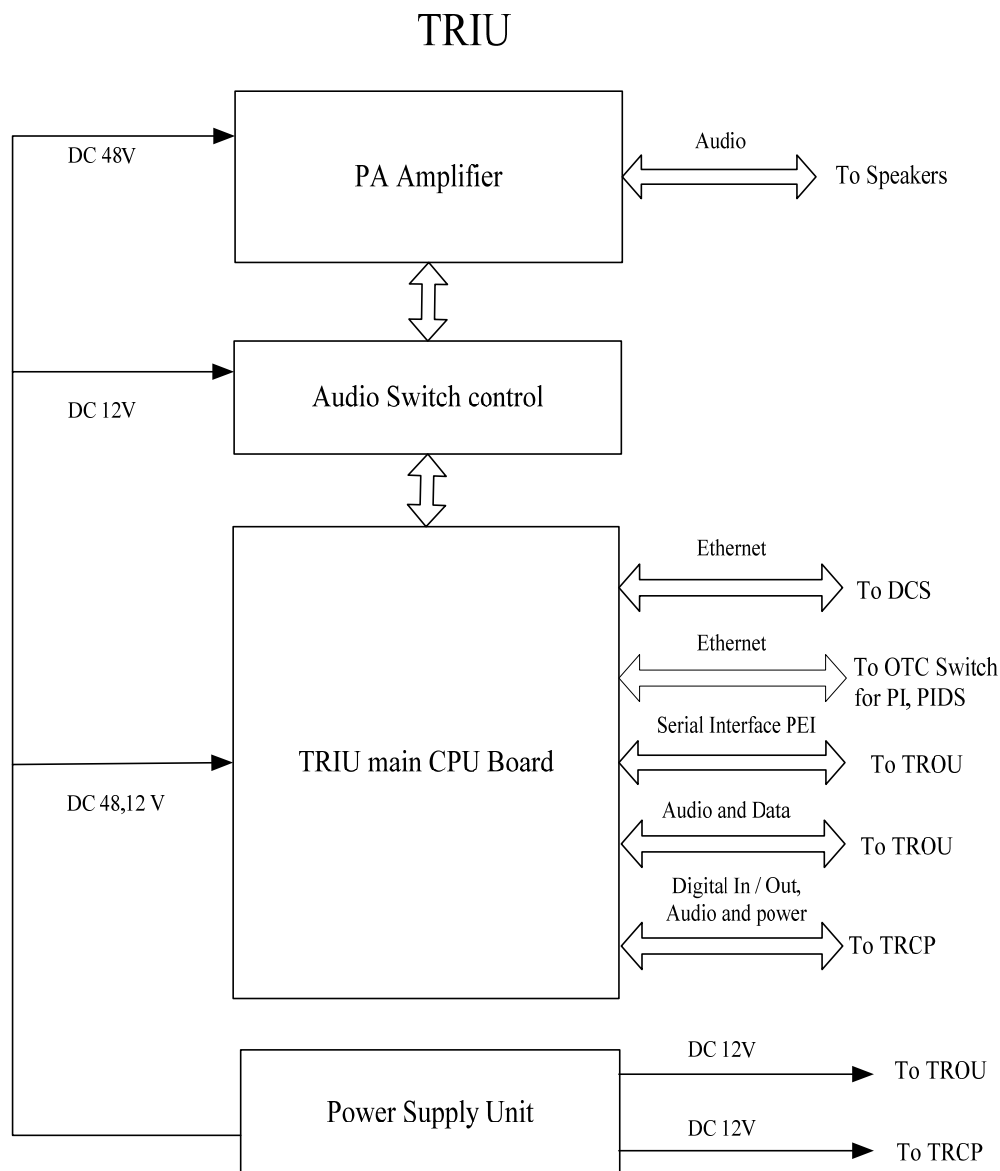 TRIU
PA Amplifier
DC 48V
Audio
To Speakers
Audio Switch control
DC 12V
TRIU main CPU Board
DC 48,12 V
Ethernet
To DCS
Ethernet
To OTC Switch
for PI, PIDS
Serial Interface PEI
To TROU
Audio and Data
To TROU
Digital In / Out,
Audio and power
To TRCP
Power Supply Unit
DC 12V
To TROU
DC 12V
To TRCP